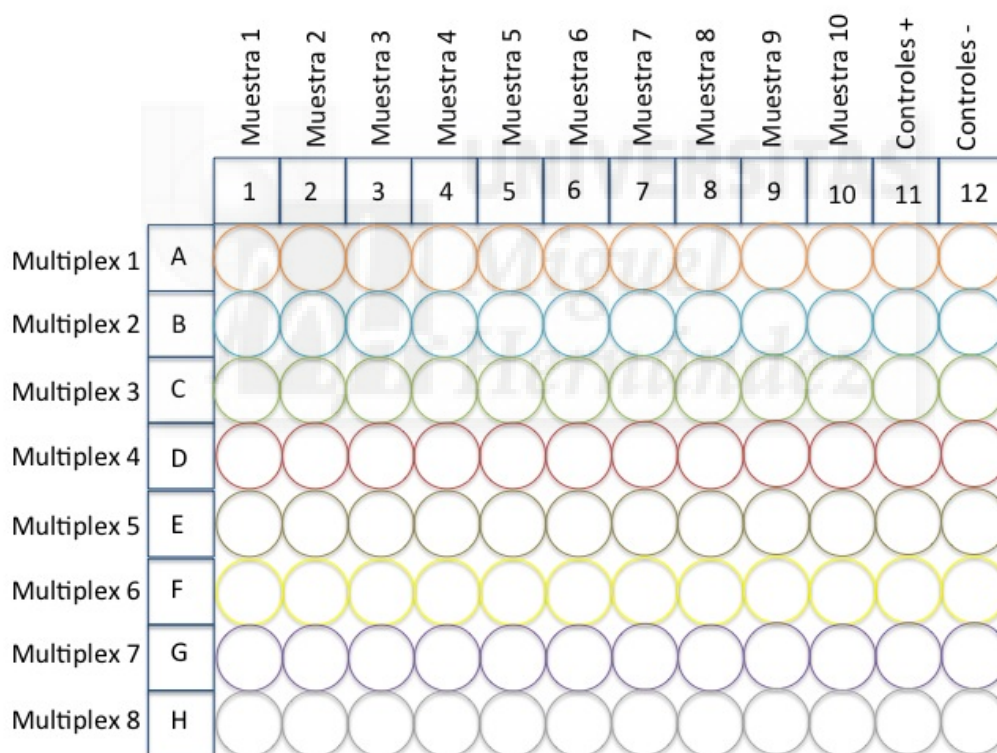 Muestra 1 Muestra 2 Muestra 3 Muestra 4 Muestra 5 Muestra 6 Muestra 7 Muestra 8 Muestra 9 Muestra 10 Controles + Controles -
UNIVERSITAS
1 2 3 4 5 6 7 8 9 10 11 12
Multiplex 1 A
Miguel
Multiplex 2 B
Hernández
Multiplex 3 C
Multiplex 4 D
Multiplex 5 E
Multiplex 6 F
Multiplex 7 G
Multiplex 8 H